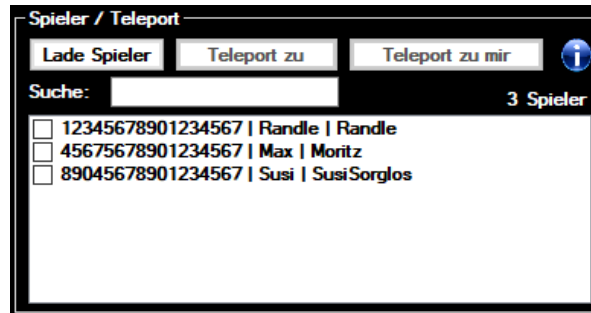 Spieler / Teleport
Lade Spieler Teleport zu Teleport zu mir i
Suche: 3 Spieler
12345678901234567 | Randle | Randle
45675678901234567 | Max | Moritz
89045678901234567 | Susi | SusiSorglos